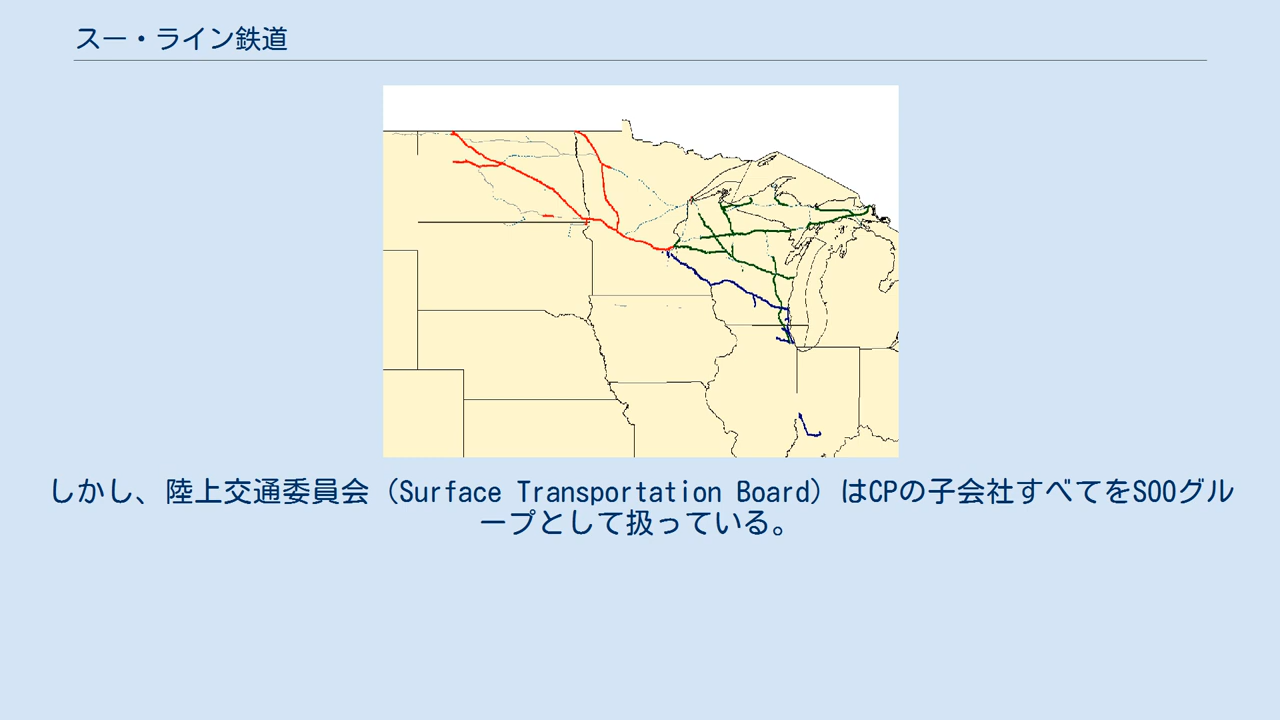 スー・ライン鉄道
しかし、陸上交通委員会（Surface Transportation Board）はCPの子会社すべてをSOOグル
ープとして扱っている。